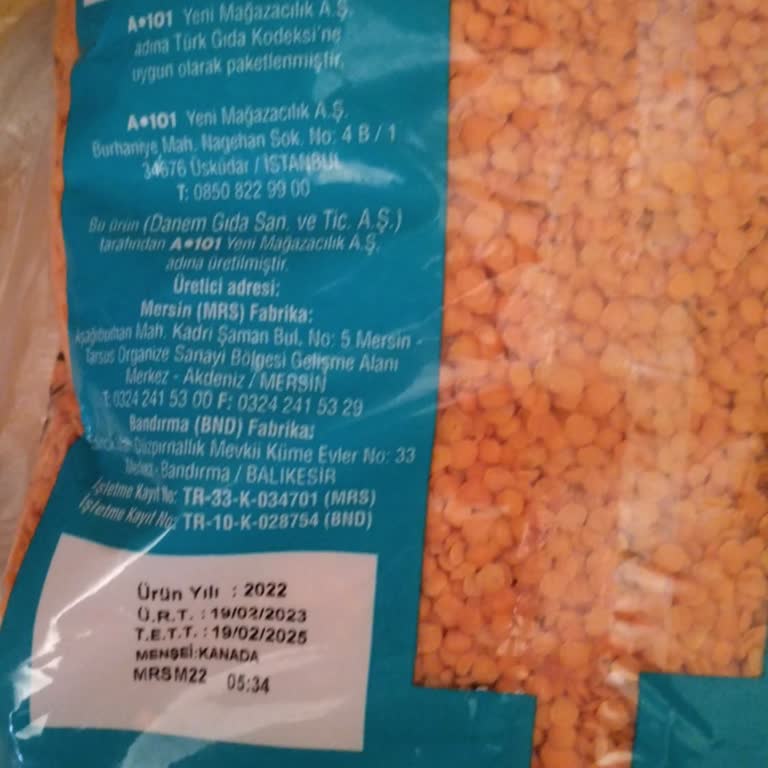 A•101 Yeni Mağazacılık A.Ş.
adına Türk Gıda Kodeksi'ne
uygun olarak paketlenmiştir.
A•101 Yeni Mağazacılık A.Ş.
Burhaniye Mah. Nagehan Sok. No: 4 B / 1
34676 Üsküdar / İSTANBUL
T: 0850 822 99 00
Bu ürün (Danem Gıda San. ve Tic. A.Ş.)
tarafından A•101 Yeni Mağazacılık A.Ş.
adına üretilmiştir.
Üretici adresi:
Mersin (MRS) Fabrika:
Mah. Kadri Şaman Bul. No: 5 Mersin -
Tarsus Organize Sanayi Bölgesi Gelişme Alanı
Merkez - Akdeniz / MERSİN
T: 0324 241 53 00 F: 0324 241 53 29
Bandırma (BND) Fabrika:
Mevkii Küme Evler No: 33
Merkez-Bandırma / BALIKESİR
İşletme Kayıt No: TR-33-K-034701 (MRS)
İşletme Kayıt No: TR-10-K-028754 (BND)
Ürün Yılı : 2022
Ü.R.T. : 19/02/2023
T.E.T.T. : 19/02/2025
MENŞEİ:KANADA
MRSM22 05:34